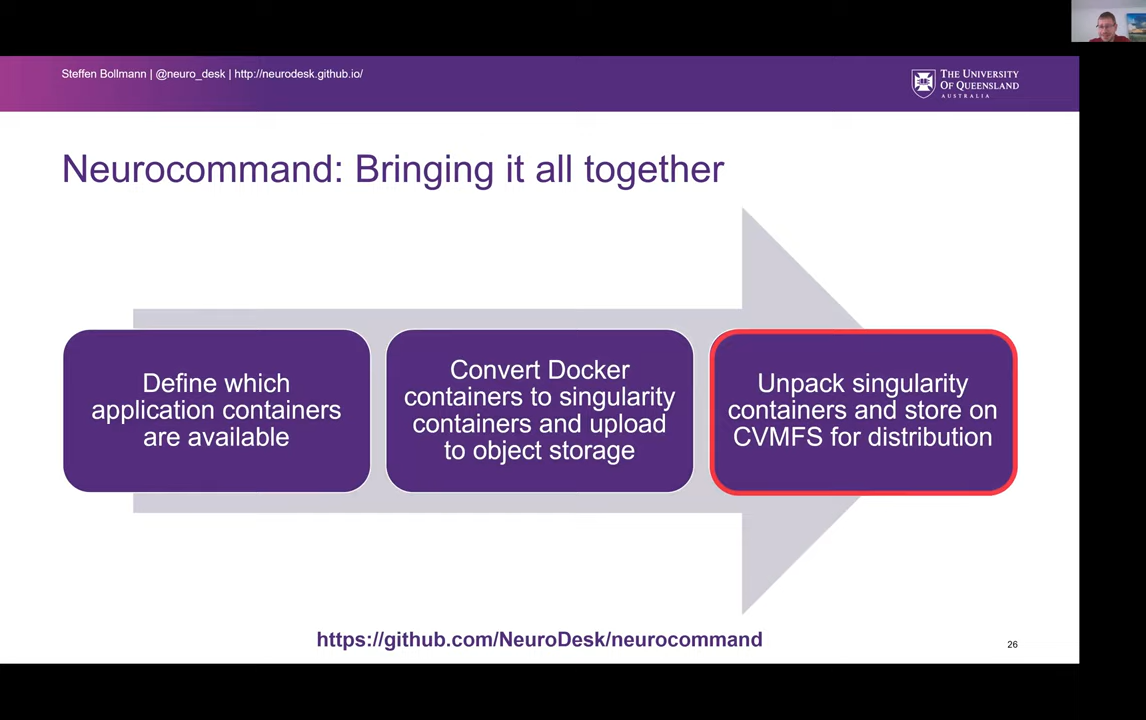 Steffen Bollmann | @neuro_desk | http://neurodesk.github.io/
THE UNIVERSITY
OF QUEENSLAND
AUSTRALIA
Neurocommand: Bringing it all together
Define which
application containers
are available
Convert Docker
containers to singularity
containers and upload
to object storage
Unpack singularity
containers and store on
CVMFS for distribution
https://github.com/NeuroDesk/neurocommand
26